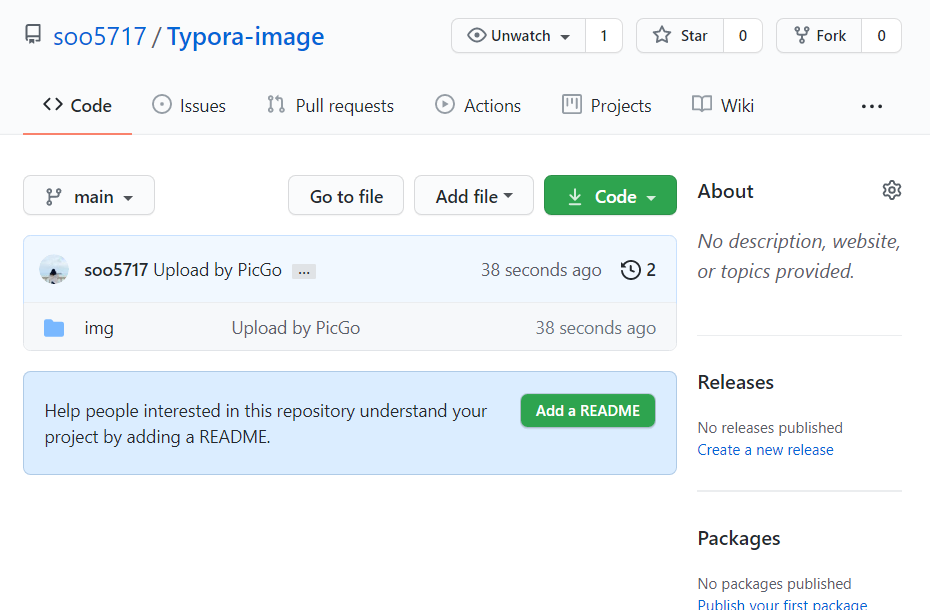 soo5717 / Typora-image
Unwatch 1
Star 0
Fork 0
Code
Issues
Pull requests
Actions
Projects
Wiki
...
main
Go to file
Add file
Code
soo5717 Upload by PicGo ...
38 seconds ago
2
img
Upload by PicGo
38 seconds ago
Help people interested in this repository understand your
project by adding a README.
Add a README
About
No description, website,
or topics provided.
Releases
No releases published
Create a new release
Packages
No packages published
Publish your first package